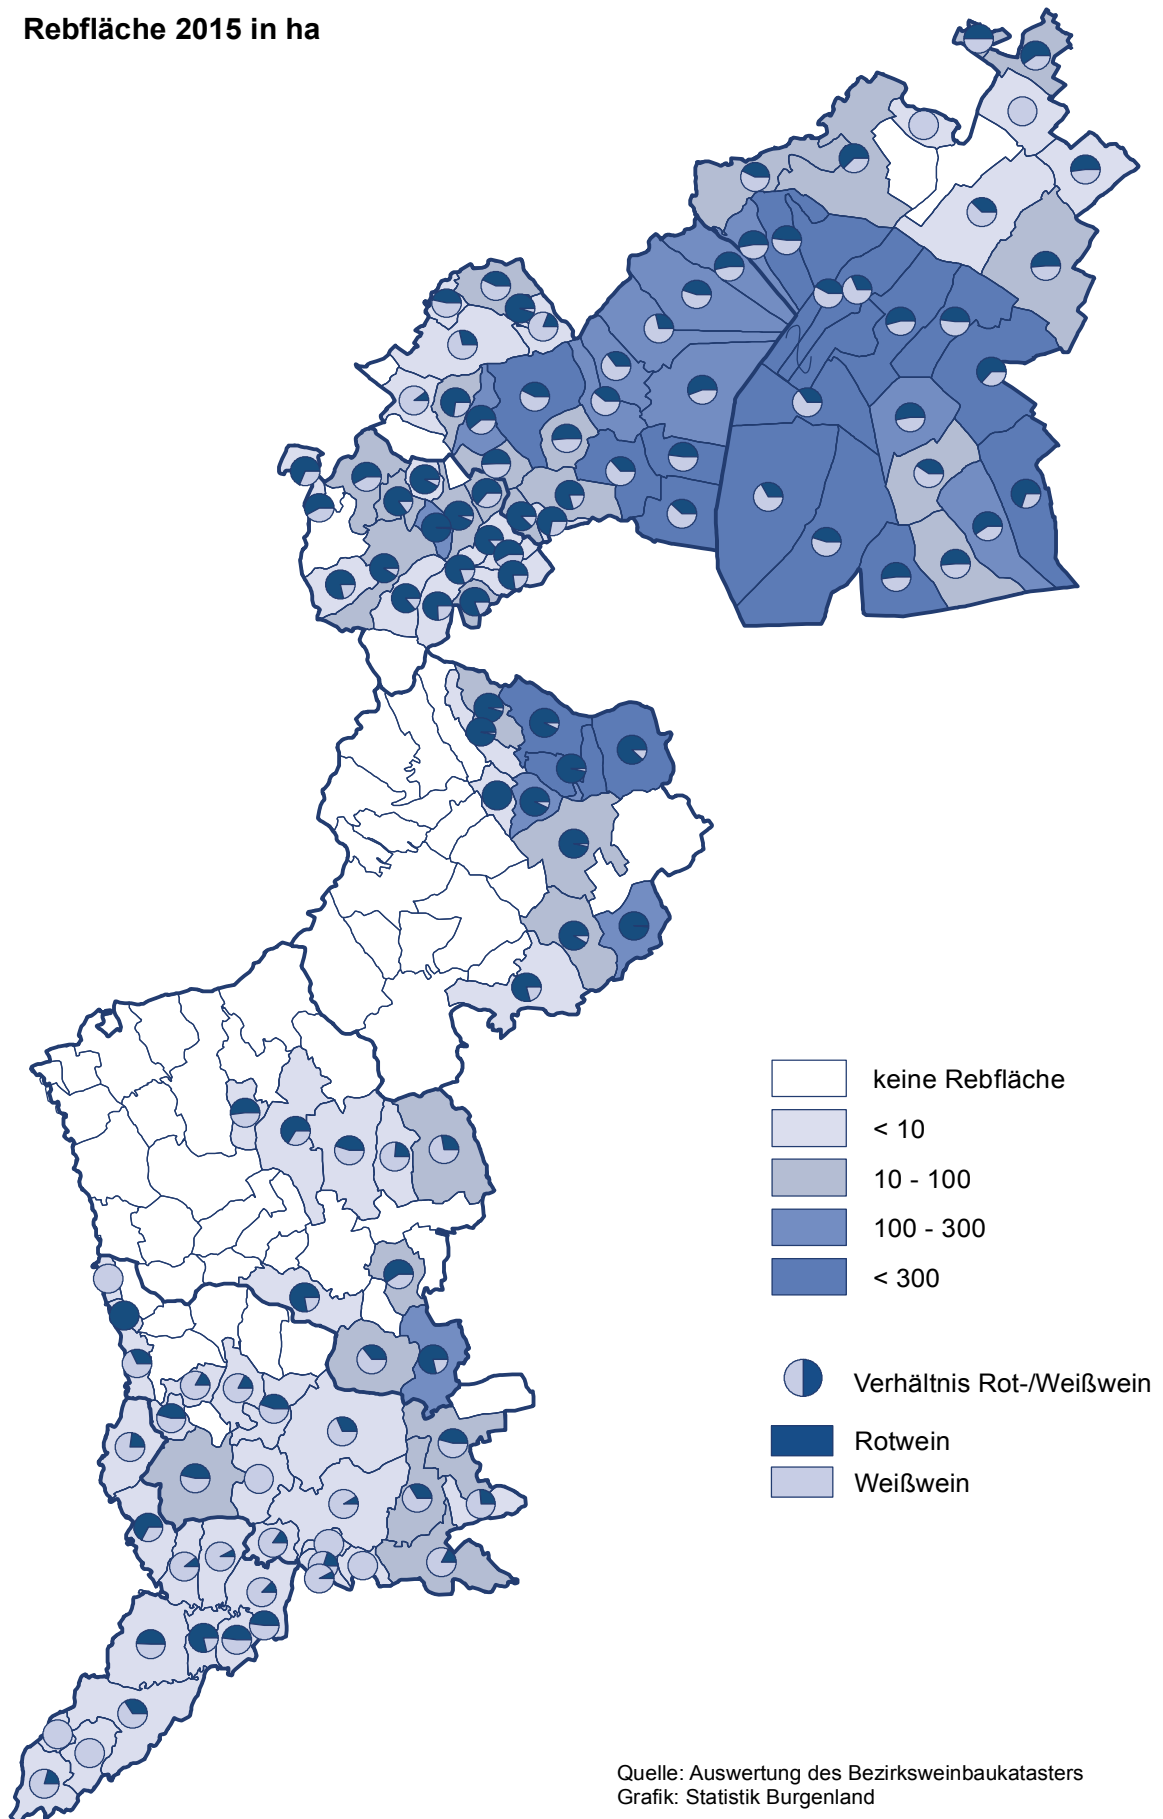 Rebfläche 2015 in ha
keine Rebfläche
< 10
10 - 100
100 - 300
< 300
Verhältnis Rot-/Weißwein
Rotwein
Weißwein
Quelle: Auswertung des Bezirksweinbaukatasters
Grafik: Statistik Burgenland